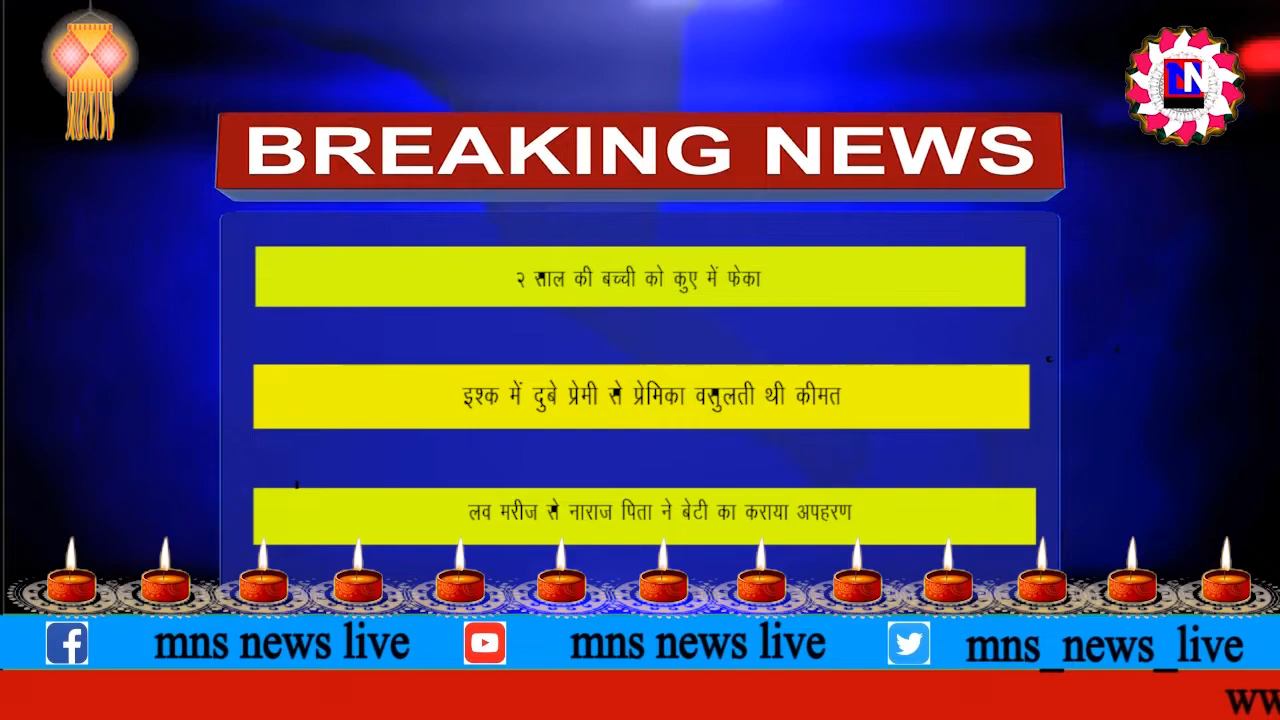 BREAKING NEWS
२ साल की बच्ची को कुए में फेका
इश्क में दुबे प्रेमी से प्रेमिका वसुलती थी कीमत
लव मरीज से नाराज पिता ने बेटी का कराया अपहरण
mns news live mns news live mns_news_live